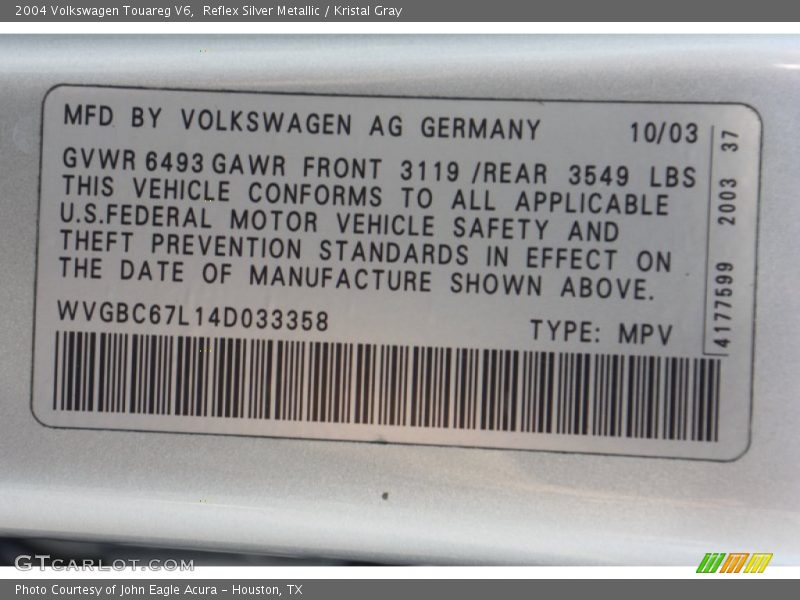 2004 Volkswagen Touareg V6, Reflex Silver Metallic / Kristal Gray
MFD BY VOLKSWAGEN AG GERMANY 10/03
GVWR 6493 GAWR FRONT 3119 /REAR 3549 LBS
THIS VEHICLE CONFORMS TO ALL APPLICABLE
U.S.FEDERAL MOTOR VEHICLE SAFETY AND
THEFT PREVENTION STANDARDS IN EFFECT ON
THE DATE OF MANUFACTURE SHOWN ABOVE.
WVGBC67L14D033358 TYPE: MPV
4177599 2003 37
GTCARLOT.COM
Photo Courtesy of John Eagle Acura - Houston, TX